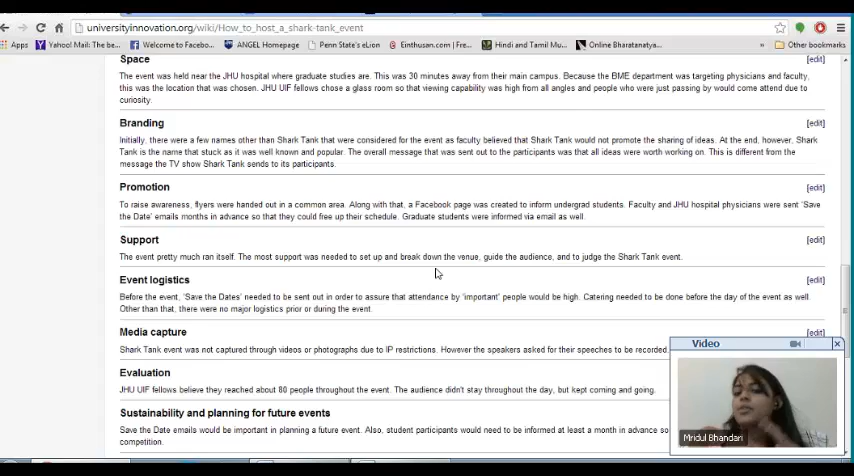 universityinnovation.org/wiki/How_to_host_a_shark-tank_event
Apps
Yahoo! Mail: The be...
Welcome to Facebo...
ANGEL Homepage
Penn State's eLion
Einthusan.com | Fre...
Hindi and Tamil Mu...
Online Bharatanatya...
»
Other bookmarks
Space
[edit]
The event was held near the JHU hospital where graduate studies are. This was 30 minutes away from their main campus. Because the BME department was targeting physicians and faculty,
this was the location that was chosen. JHU UIF fellows chose a glass room so that viewing capability was high from all angles and people who were just passing by would come attend due to
curiosity.
Branding
[edit]
Initially, there were a few names other than Shark Tank that were considered for the event as faculty believed that Shark Tank would not promote the sharing of ideas. At the end, however, Shark
Tank is the name that stuck as it was well known and popular. The overall message that was sent out to the participants was that all ideas were worth working on. This is different from the
message the TV show Shark Tank sends to its participants.
Promotion
[edit]
To raise awareness, flyers were handed out in a common area. Along with that, a Facebook page was created to inform undergrad students. Faculty and JHU hospital physicians were sent 'Save
the Date' emails months in advance so that they could free up their schedule. Graduate students were informed via email as well.
Support
[edit]
The event pretty much ran itself. The most support was needed to set up and break down the venue, guide the audience, and to judge the Shark Tank event.
Event logistics
[edit]
Before the event, 'Save the Dates' needed to be sent out in order to assure that attendance by 'important' people would be high. Catering needed to be done before the day of the event as well.
Other than that, there were no major logistics prior or during the event.
Media capture
[edit]
Shark Tank event was not captured through videos or photographs due to IP restrictions. However the speakers asked for their speeches to be recorded.
Evaluation
JHU UIF fellows believe they reached about 80 people throughout the event. The audience didn't stay throughout the day, but kept coming and going.
Sustainability and planning for future events
Save the Date emails would be important in planning a future event. Also, student participants would need to be informed at least a month in advance so
competition.
Video
Mridul Bhandari